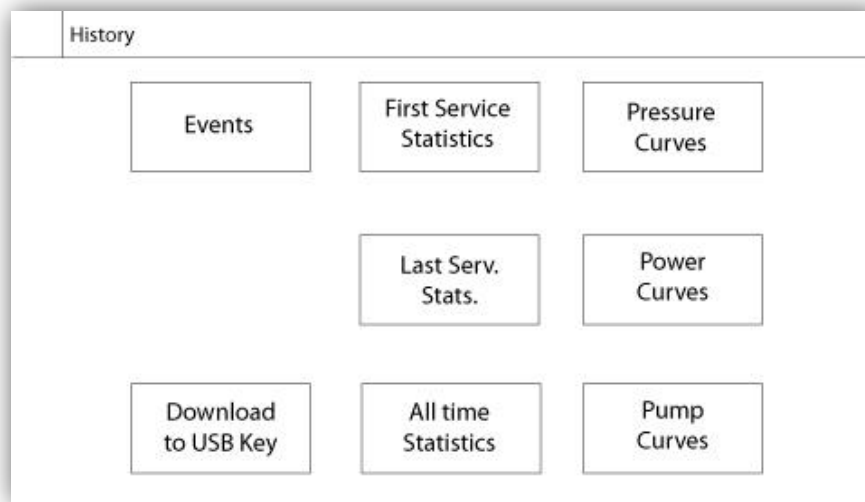 History
Events
First Service
Statistics
Pressure
Curves
Last Serv.
Stats.
Power
Curves
Download
to USB Key
All time
Statistics
Pump
Curves